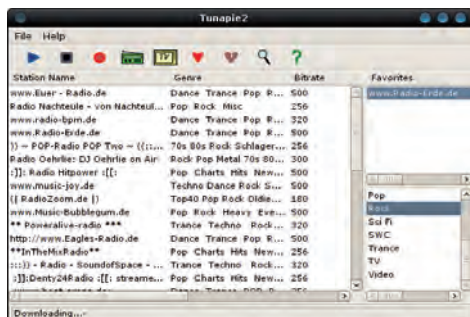 Tunapie2
File Help
TV
Station Name Genre Bitrate Favorites
www.Euer - Radio.de Dance Trance Pop R... 500 www.Radio-Erde.de
Radio Nachteule - von Nachteul... Pop Rock Misc 256
www.radio-bpm.de Dance Trance Pop R... 320
www.Radio-Erde.de Dance Trance Pop R... 500
)) ~ POP-Radio POP Two ~ ((::... 70s 80s Rock Schlager... 256
Radio Oehrlie: DJ Oehrlie on Air Rock Pop Metal 70s 80... 300
:]]: Radio Hitpower :[[: Pop Charts Hits New... 500
www.music-joy.de Techno Dance Rock S... 500
(( RadioZoom.de )( Top40 Pop Rock Oldie... 180
www.Music-Bubblegum.de Pop Rock Heavy Eve... 500
** Poweralive-radio *** Trance Techno Rock... 320
http://www.Eagles-Radio.de Dance Trance Pop R... 500
**InTheMixRadio** Pop Charts Hits New... 256
:::)) - Radio - SoundofSpace - ... Trance Techno Rock... 320
:]]:Denty24Radio :[[: streame... Pop Charts Hits New... 256
Pop
Rock
Sci Fi
SWC
Trance
TV
Video
Downloading...-